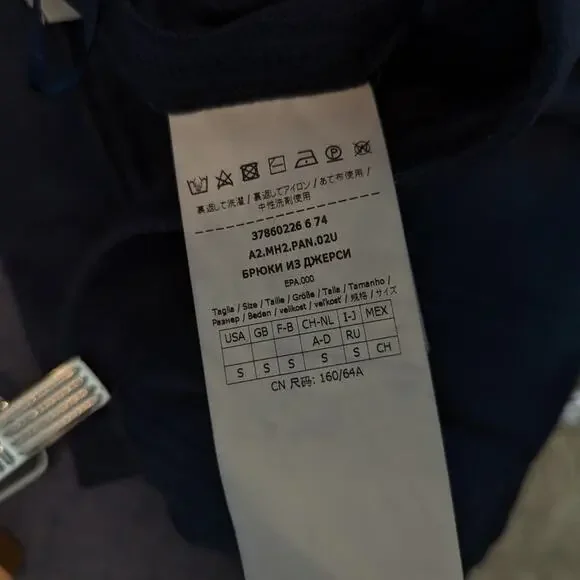 裏返して洗濯 / 裏返してアイロン / あて布使用 /
中性洗剤使用
37860226 6 74
A2.MH2.PAN.02U
БРЮКИ ИЗ ДЖЕРСИ
EPA.000
Taglia / Size / Taille / Größe / Talla / Tamanho /
Размер / Beden / velikost / veľkosť / 规格 / サイズ
USA GB F-B CH-NL I-J MEX
A-D RU
S S S S S CH
CN 尺码: 160/64A